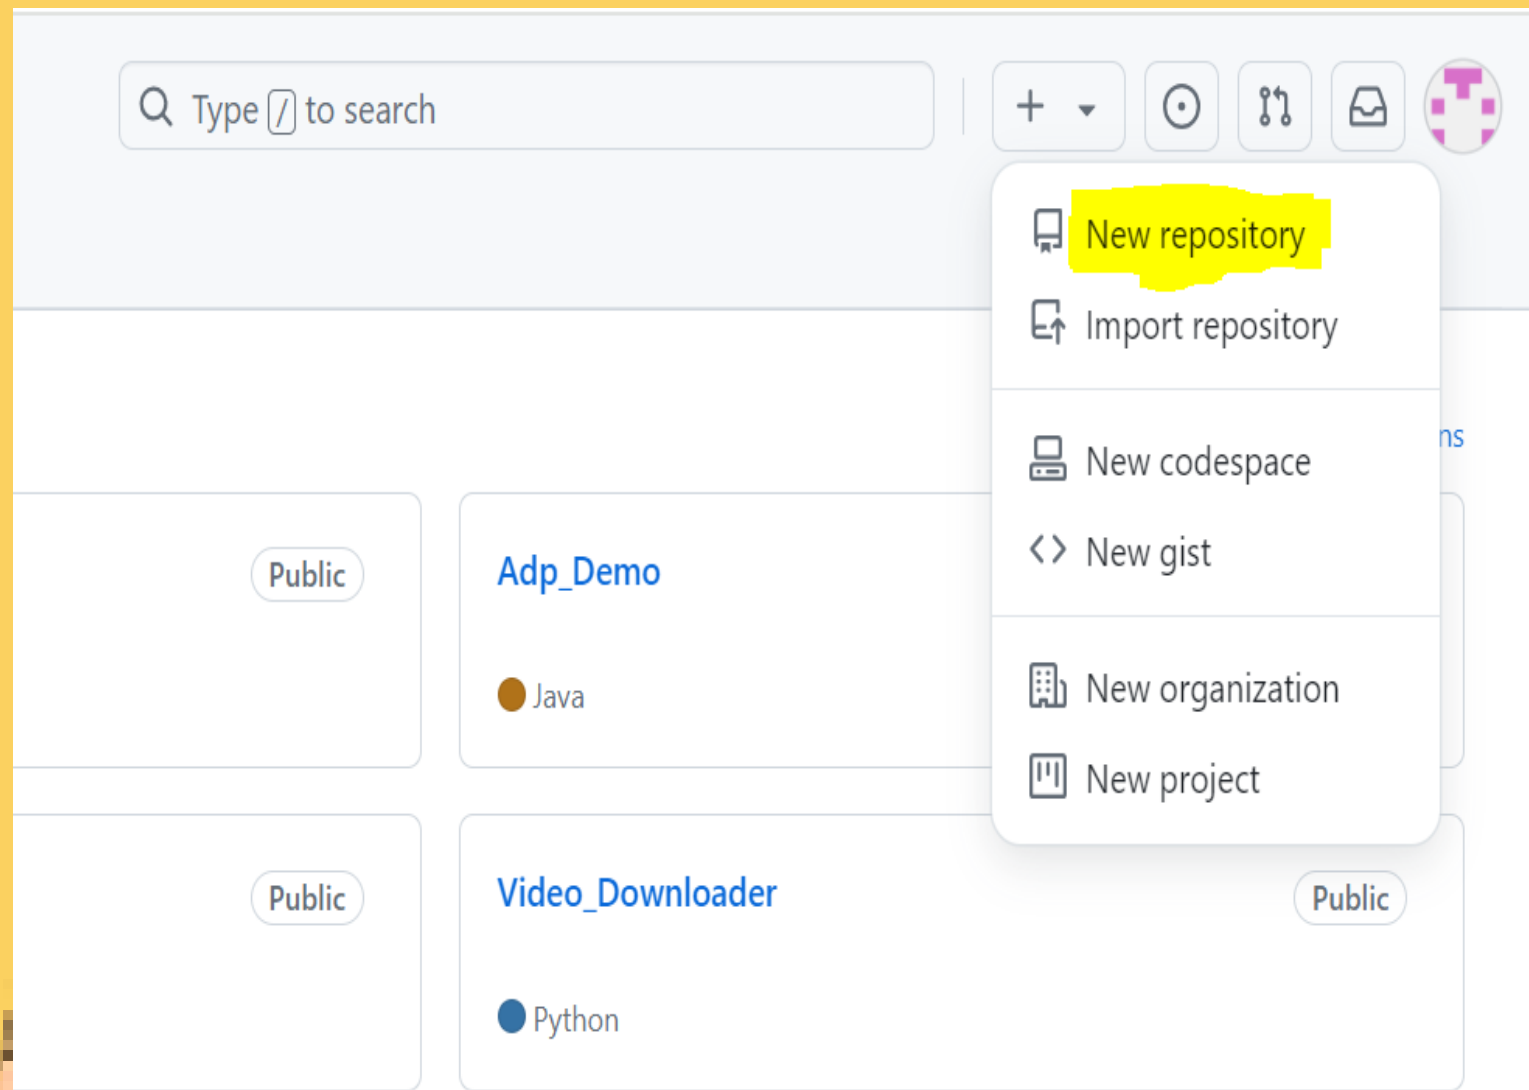 Type / to search
New repository
Import repository
ns
New codespace
New gist
Public
Adp_Demo
Java
New organization
New project
Public
Video_Downloader
Public
Python